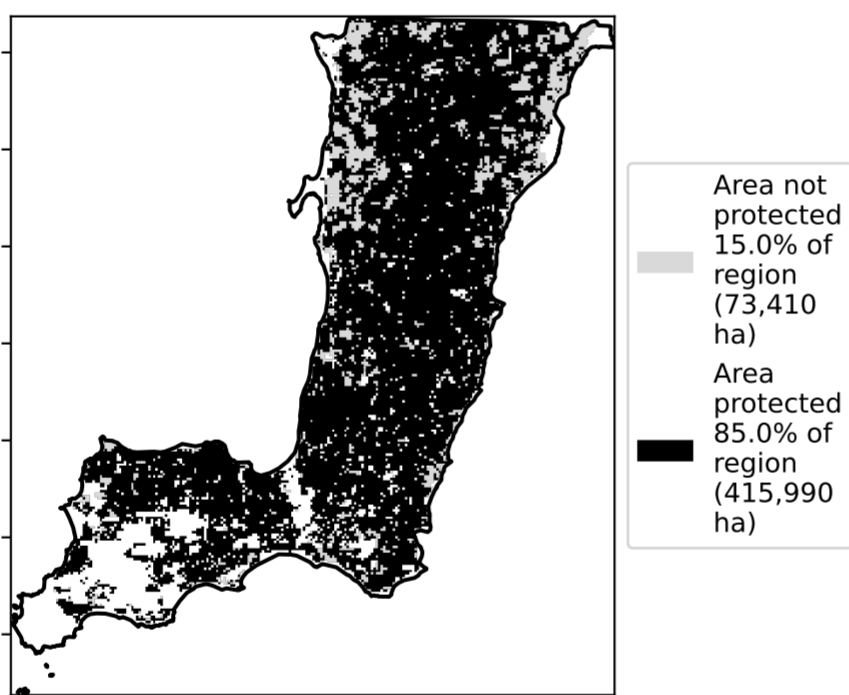 Area not
protected
15.0% of
region
(73,410
ha)
Area
protected
85.0% of
region
(415,990
ha)